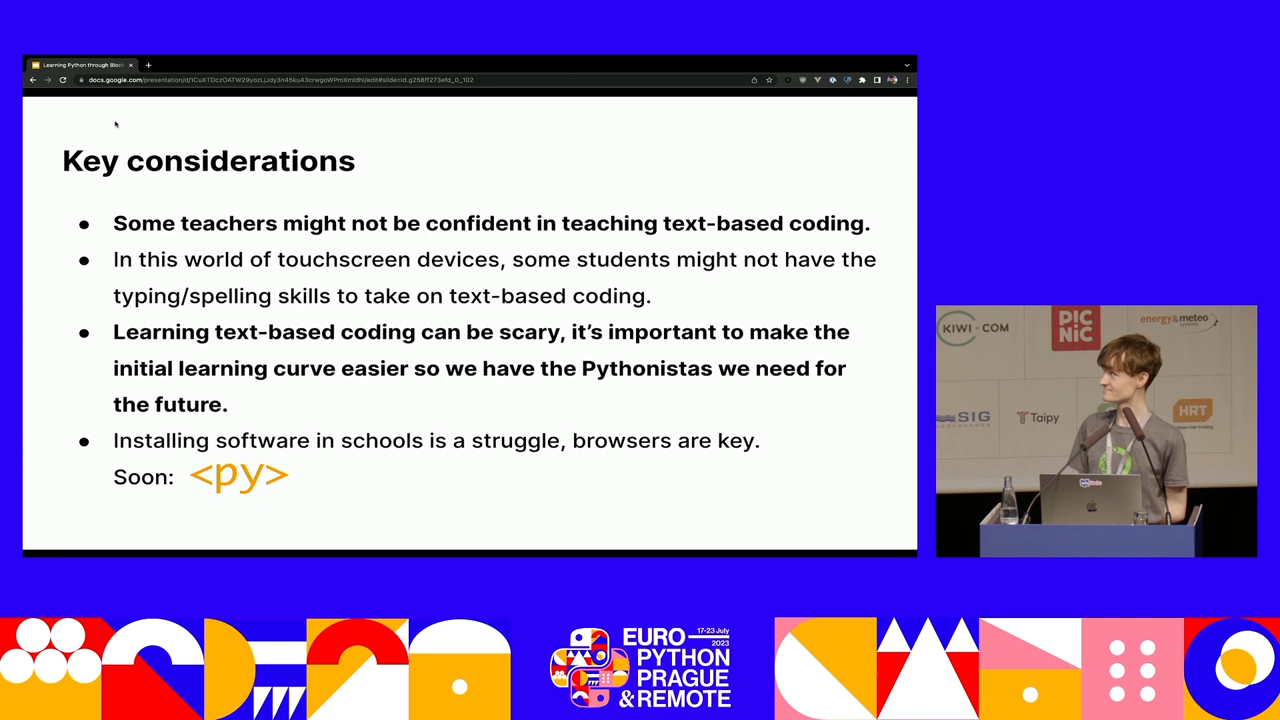 Learning Python through Block
docs.google.com/presentation/d/1CuXTDczOATW29yozLjJdy3n45ku43crwgoWPmXmldhI/edit#slide=id.g258ff273efd_0_102
Key considerations
● Some teachers might not be confident in teaching text-based coding.
● In this world of touchscreen devices, some students might not have the
typing/spelling skills to take on text-based coding.
● Learning text-based coding can be scary, it's important to make the
initial learning curve easier so we have the Pythonistas we need for
the future.
● Installing software in schools is a struggle, browsers are key.
Soon: <py>
KIWI.COM
PIC
NIC
energy&meteo
systems
SIG
Taipy
HRT
EURO
17-23 July
2023
PYTHON
PRAGUE
& REMOTE